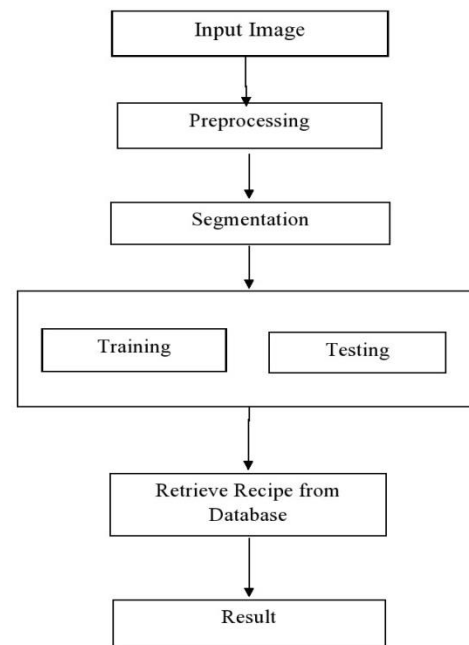 Input Image
Preprocessing
Segmentation
Training
Testing
Retrieve Recipe from
Database
Result